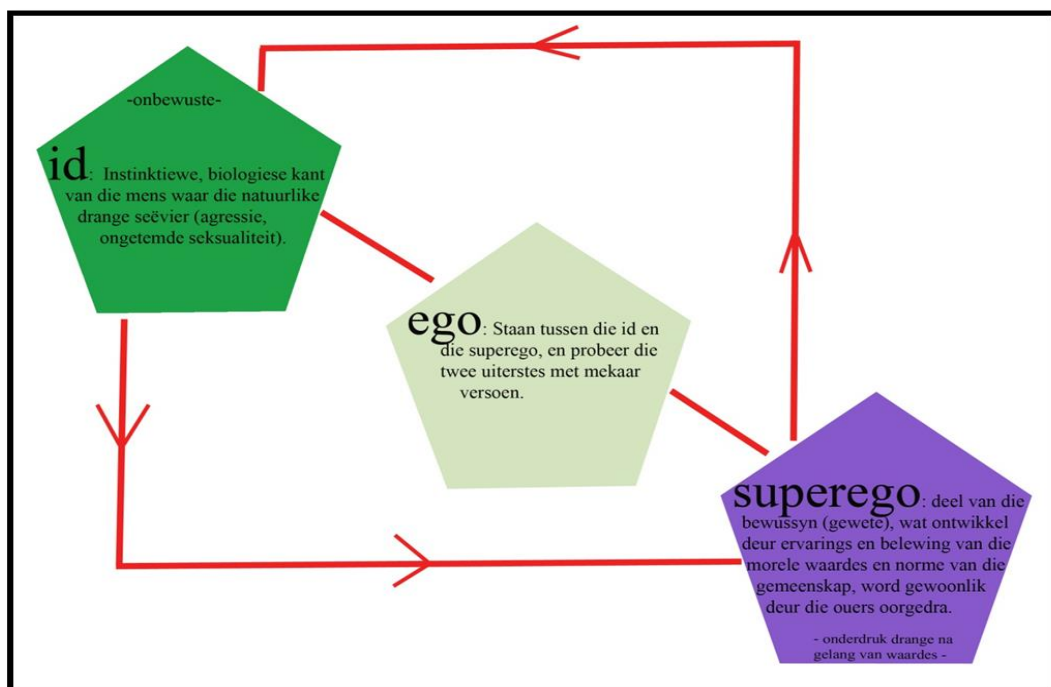 -onbewuste-
id: Instinktiewe, biologiese kant
van die mens waar die natuurlike
drange seëvier (agressie,
ongetemde seksualiteit).
ego: Staan tussen die id en
die superego, en probeer die
twee uiterstes met mekaar
versoen.
superego: deel van die
bewussyn (gewete), wat ontwikkel
deur ervarings en belewing van die
morele waardes en norme van die
gemeenskap, word gewoonlik
deur die ouers oorgedra.
- onderdruk drange na
gelang van waardes -